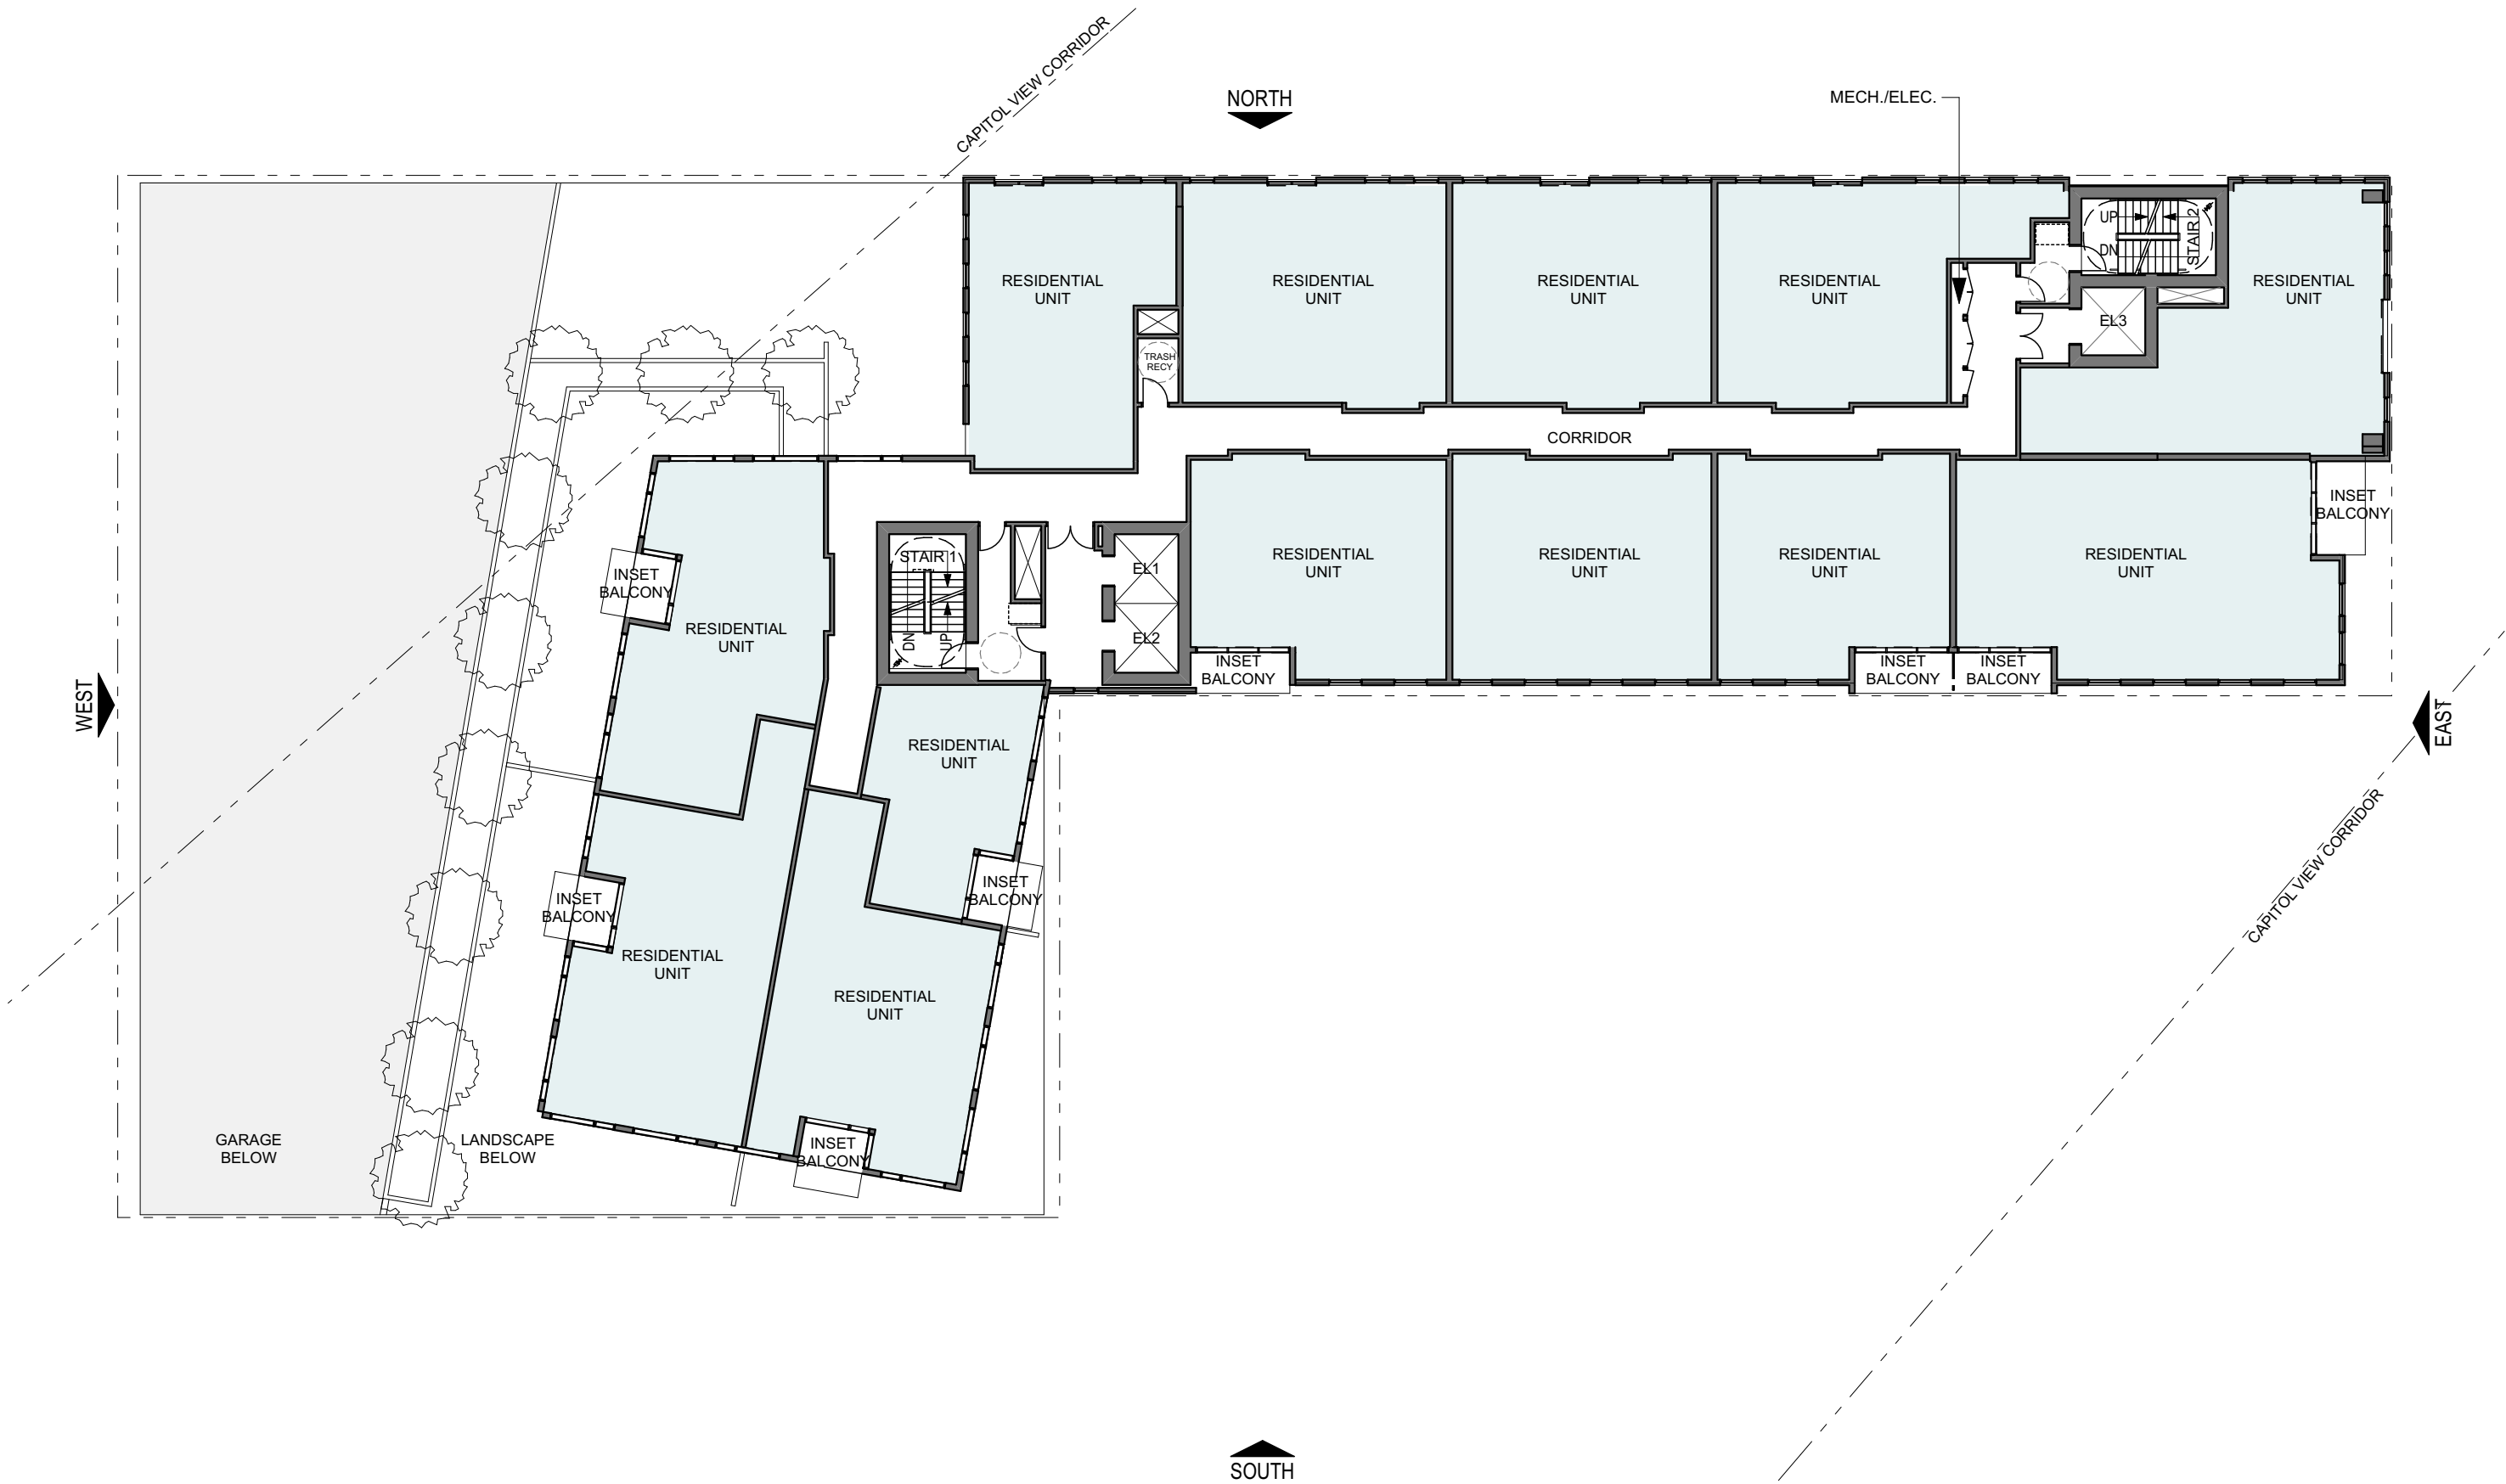 CAPITOL VIEW CORRIDOR
NORTH
MECH./ELEC.
UP
DN
STAIR 2
RESIDENTIAL
UNIT
RESIDENTIAL
UNIT
RESIDENTIAL
UNIT
RESIDENTIAL
UNIT
RESIDENTIAL
UNIT
EL3
TRASH
RECY
CORRIDOR
INSET
BALCONY
STAIR 1
DN
UP
EL1
EL2
RESIDENTIAL
UNIT
RESIDENTIAL
UNIT
RESIDENTIAL
UNIT
RESIDENTIAL
UNIT
INSET
BALCONY
RESIDENTIAL
UNIT
INSET
BALCONY
INSET
BALCONY
INSET
BALCONY
WEST
EAST
RESIDENTIAL
UNIT
CAPITOL VIEW CORRIDOR
INSET
BALCONY
INSET
BALCONY
RESIDENTIAL
UNIT
RESIDENTIAL
UNIT
GARAGE
BELOW
LANDSCAPE
BELOW
INSET
BALCONY
SOUTH